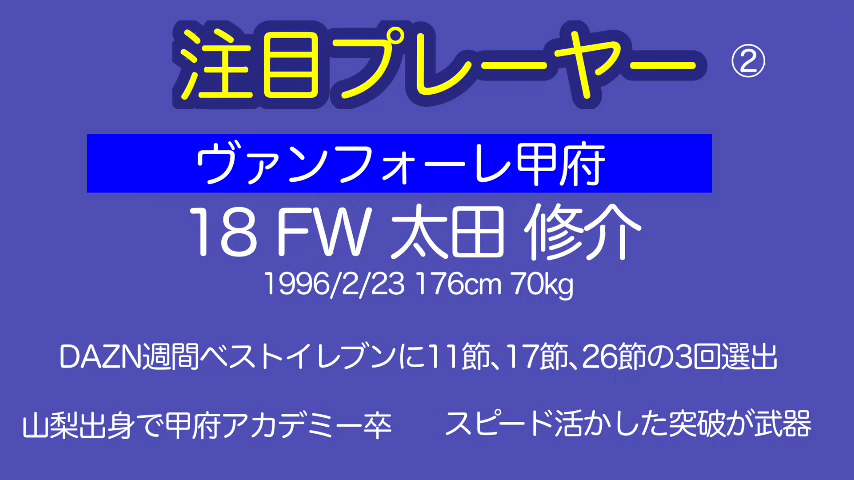 注目プレーヤー ②
ヴァンフォーレ甲府
18 FW 太田 修介
1996/2/23 176cm 70kg
DAZN週間ベストイレブンに11節、17節、26節の3回選出
山梨出身で甲府アカデミー卒 スピード活かした突破が武器